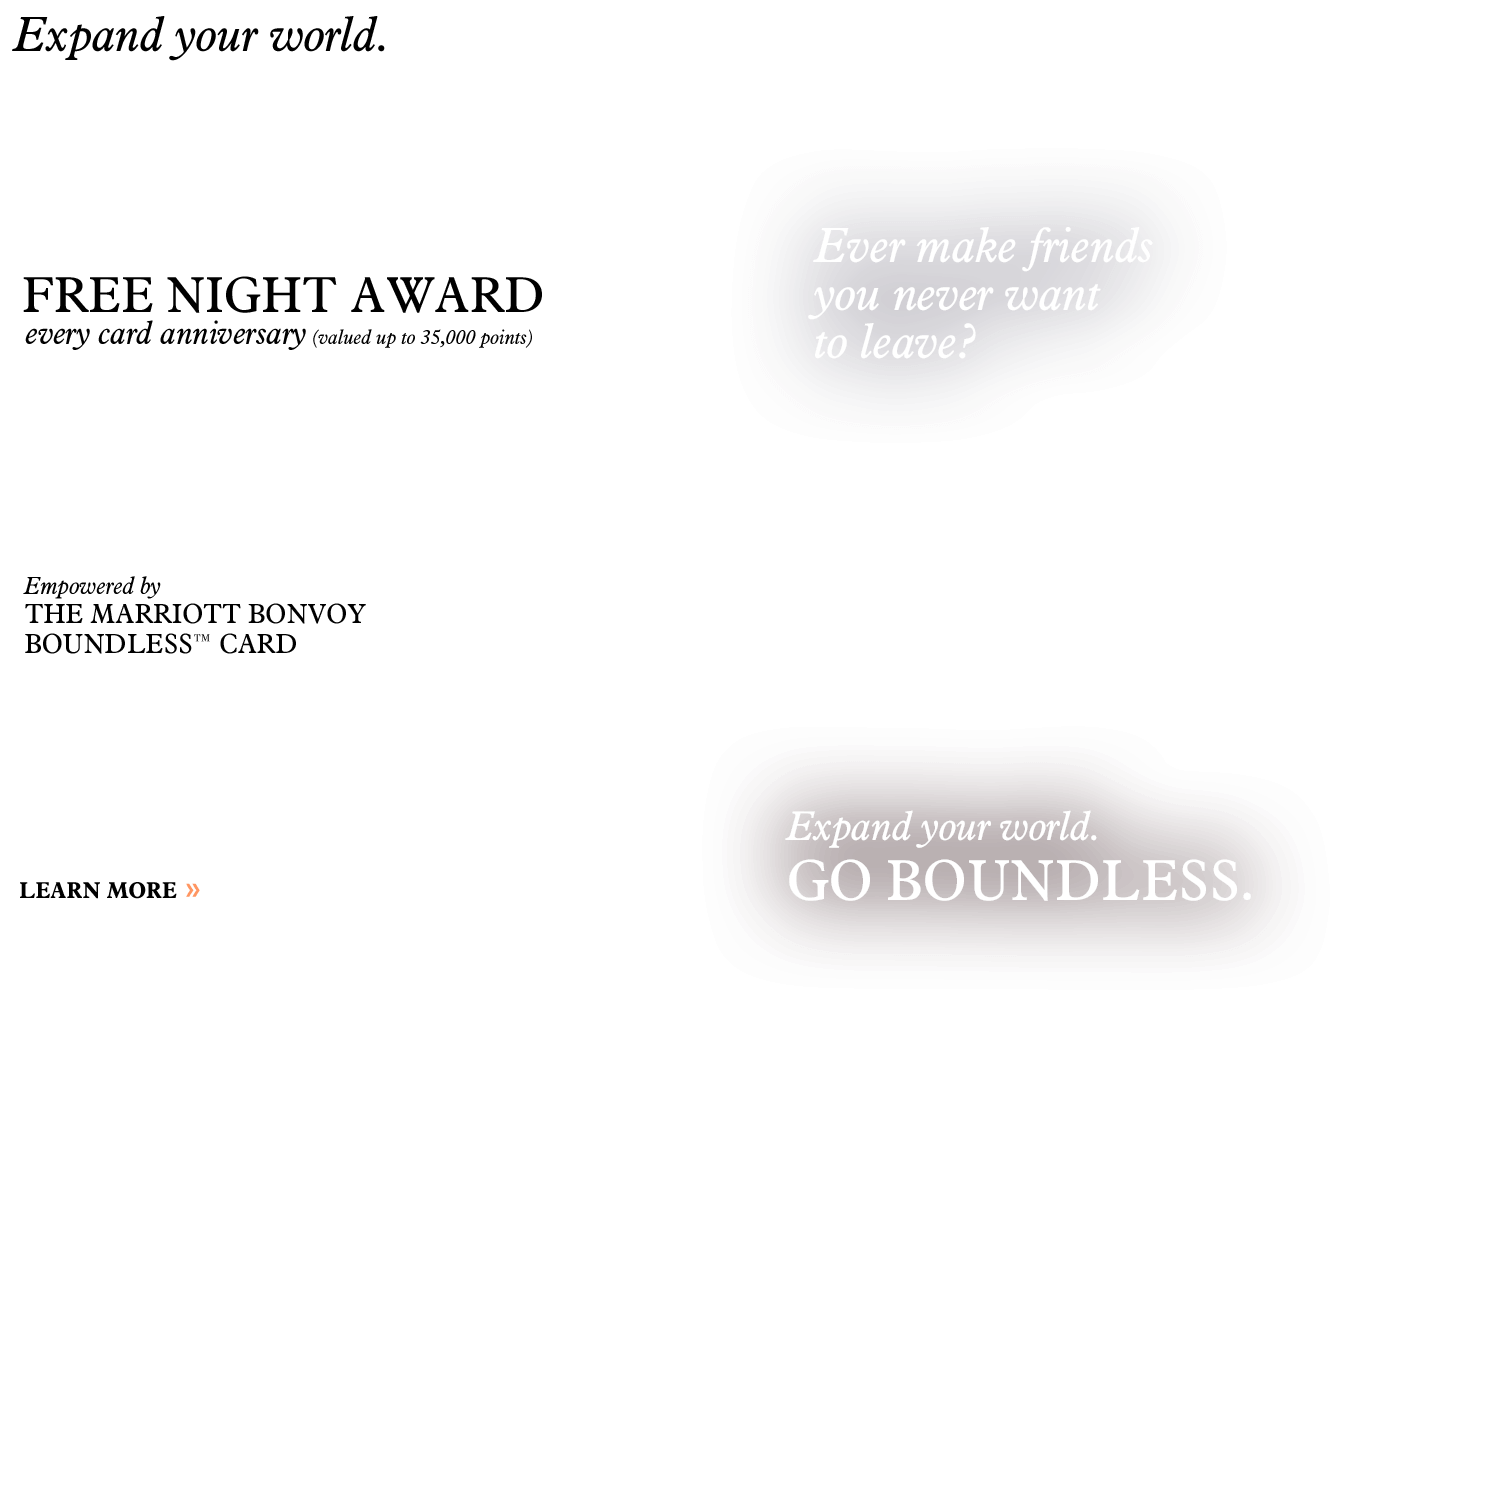 Expand your world.
FREE NIGHT AWARD
every card anniversary (valued up to 35,000 points)
Ever make friends
you never want
to leave?
Empowered by
THE MARRIOTT BONVOY
BOUNDLESS™ CARD
Expand your world.
GO BOUNDLESS.
LEARN MORE »